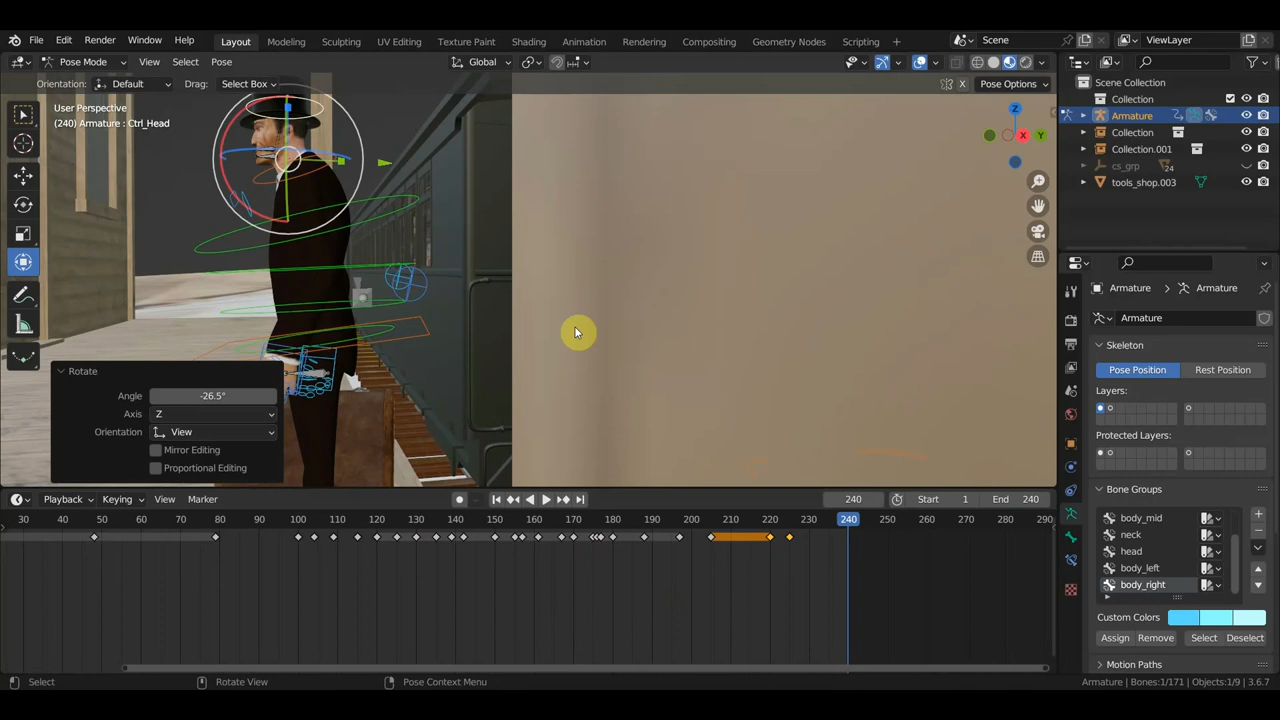 File Edit Render Window Help Layout Modeling Sculpting UV Editing Texture Paint Shading Animation Rendering Compositing Geometry Nodes Scripting + Scene ViewLayer
Pose Mode View Select Pose Global
Orientation: Default Drag: Select Box X Pose Options
User Perspective
(240) Armature : Ctrl_Head
Z
Y
X
Rotate
Angle -26.5°
Axis Z
Orientation View
Mirror Editing
Proportional Editing
Scene Collection
Collection
Armature
Collection
Collection.001
cs_grp 24
tools_shop.003
Armature > Armature
Armature
Skeleton
Pose Position Rest Position
Layers:
Protected Layers:
Bone Groups
body_mid
neck
head
body_left
body_right
Custom Colors
Assign Remove Select Deselect
Motion Paths
Playback Keying View Marker 240 Start 1 End 240
30 40 50 60 70 80 90 100 110 120 130 140 150 160 170 180 190 200 210 220 230 240 250 260 270 280 290
Select Rotate View Pose Context Menu Armature | Bones:1/171 | Objects:1/9 | 3.6.7